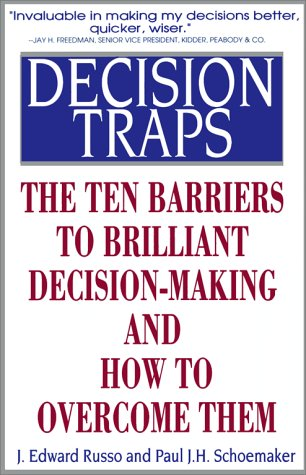 "Invaluable in making my decisions better,
quicker, wiser."
--JAY H. FREEDMAN, SENIOR VICE PRESIDENT, KIDDER, PEABODY & CO.
DECISION
TRAPS
THE TEN BARRIERS
TO BRILLIANT
DECISION-MAKING
AND
HOW TO
OVERCOME THEM
J. Edward Russo and Paul J.H. Schoemaker